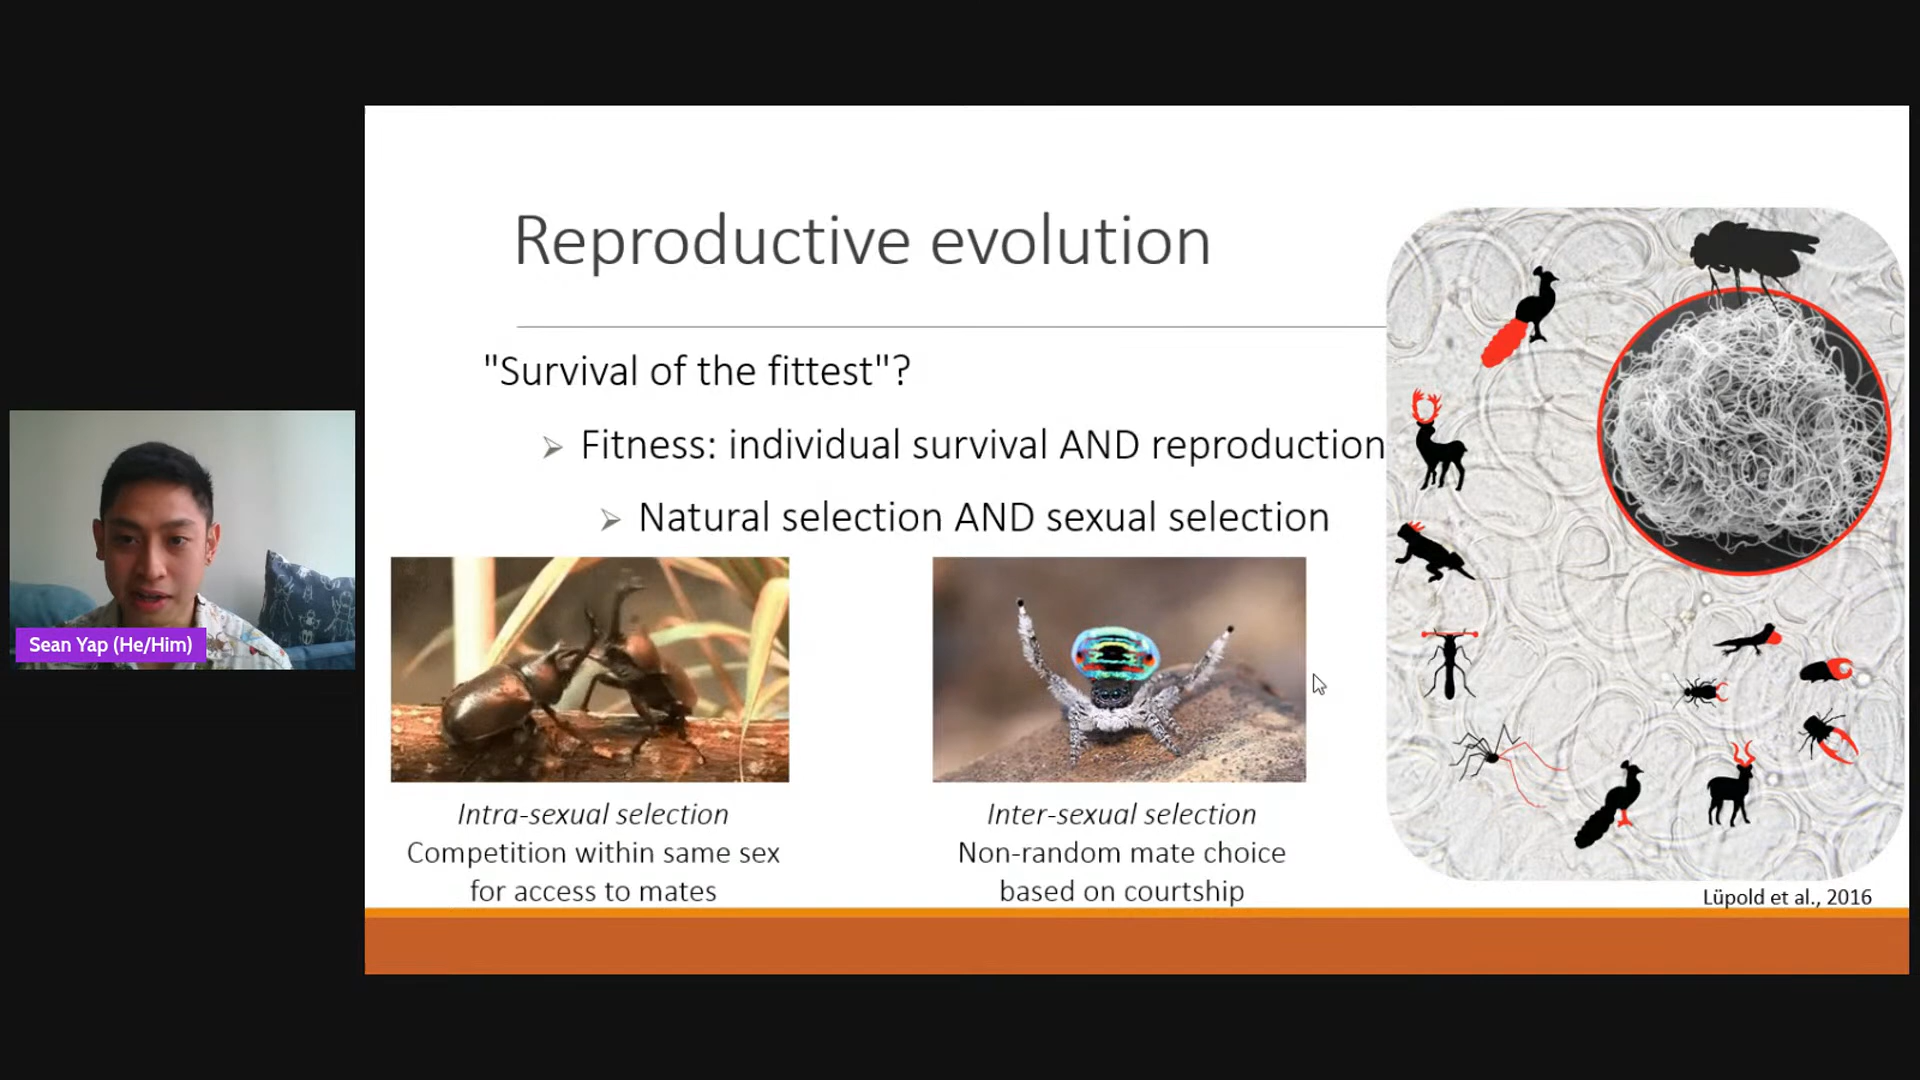 Reproductive evolution
"Survival of the fittest"?
Fitness: individual survival AND reproduction
Natural selection AND sexual selection
Sean Yap (He/Him)
Intra-sexual selection
Competition within same sex
for access to mates
Inter-sexual selection
Non-random mate choice
based on courtship
Lüpold et al., 2016